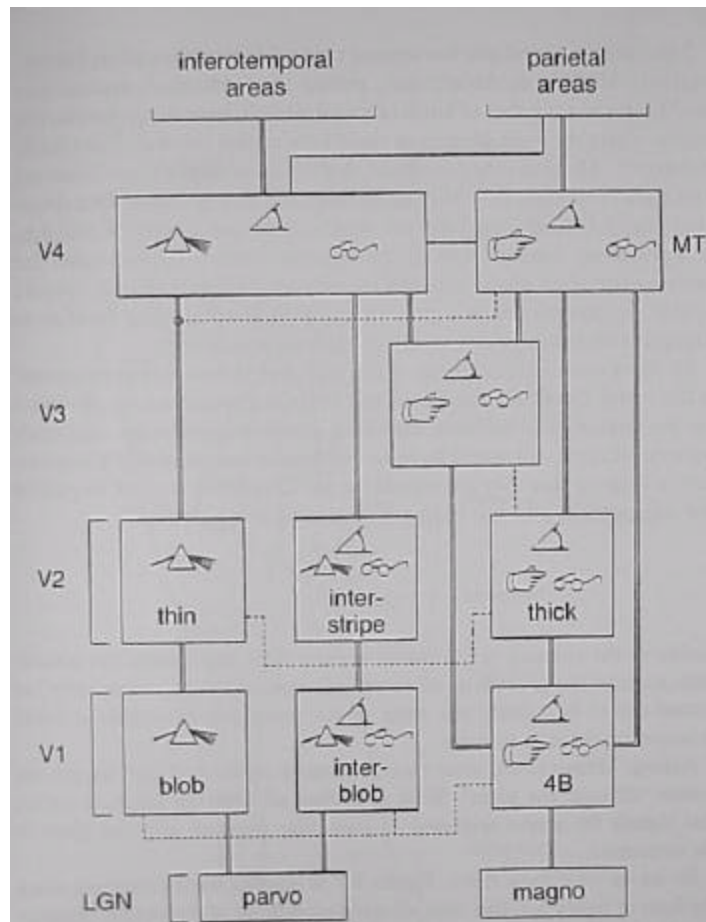 inferotemporal
areas
parietal
areas
V4
MT
V3
V2
thin
inter-
stripe
thick
V1
blob
inter-
blob
4B
LGN
parvo
magno